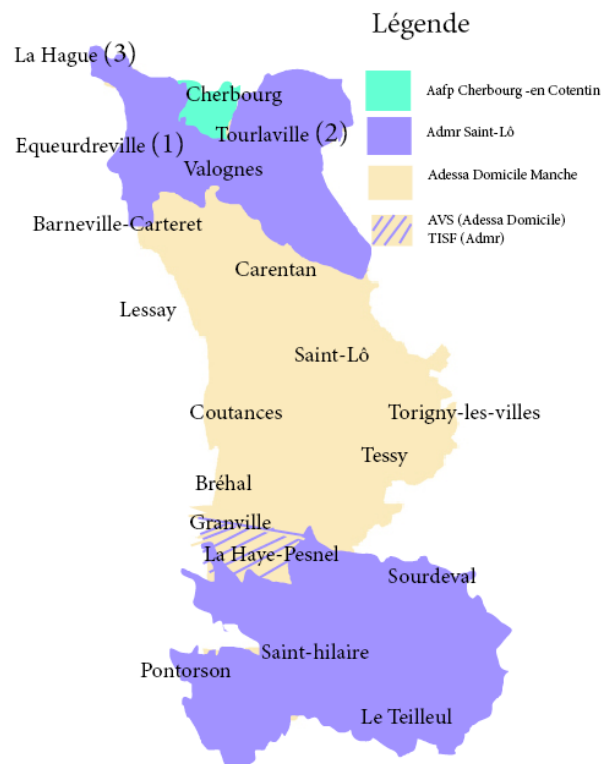 Légende
Aafp Cherbourg -en Cotentin
Admr Saint-Lô
Adessa Domicile Manche
AVS (Adessa Domicile)
TISF (Admr)
La Hague (3)
Cherbourg
Tourlaville (2)
Equeurdreville (1)
Valognes
Barneville-Carteret
Carentan
Lessay
Saint-Lô
Coutances
Torigny-les-villes
Tessy
Bréhal
Granville
La Haye-Pesnel
Sourdeval
Saint-hilaire
Pontorson
Le Teilleul